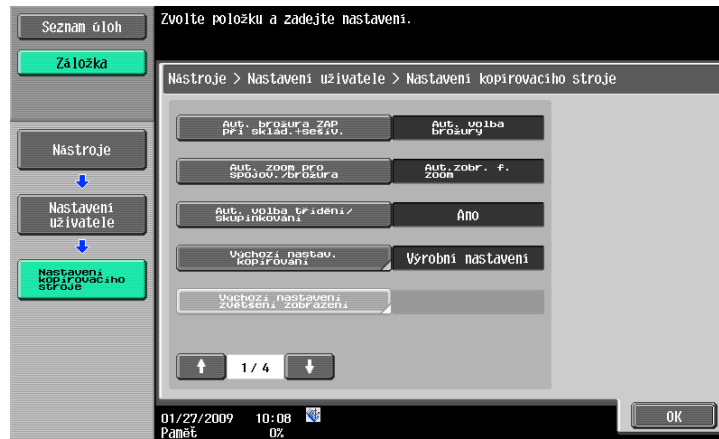 Seznam úloh
Zvolte položku a zadejte nastavení.
Záložka
Nástroje > Nastavení uživatele > Nastavení kopírovacího stroje
Aut. brožura ZAP
při sklád.+sešiv.
Aut. volba
brožury
Nástroje
Aut. zoom pro
spojov./brožura
Aut.zobr. f.
zoom
Nastavení
uživatele
Aut. volba třídění/
skupinkování
Ano
Nastavení
kopírovacího
stroje
Výchozí nastav.
kopírování
Výrobní nastavení
Výchozí nastavení
zvětšení zobrazení
1/ 4
OK
01/27/2009 10:08
Paměť 0%